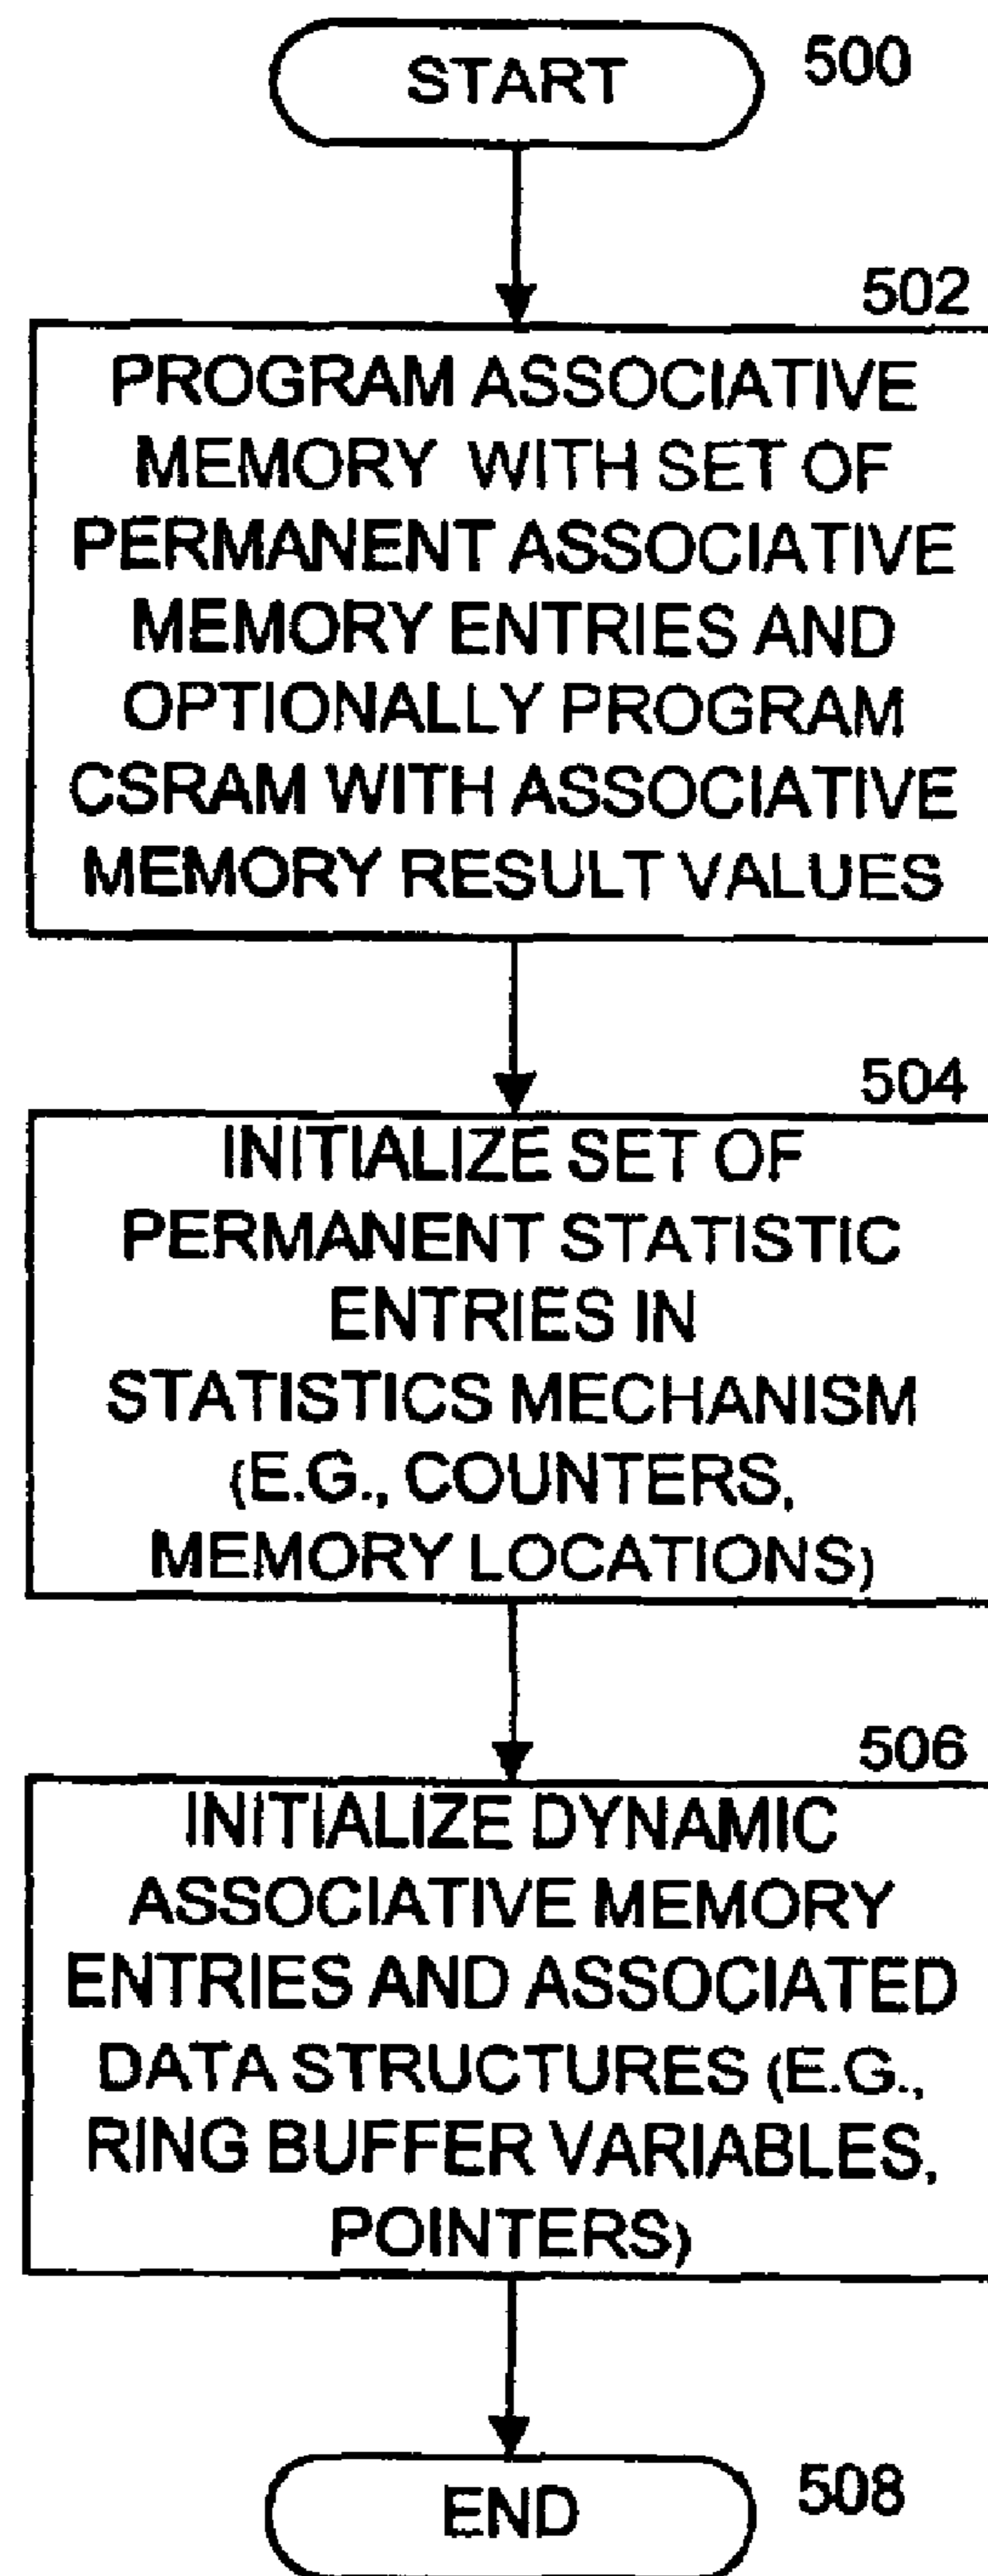 START 500
502
PROGRAM ASSOCIATIVE
MEMORY WITH SET OF
PERMANENT ASSOCIATIVE
MEMORY ENTRIES AND
OPTIONALLY PROGRAM
CSRAM WITH ASSOCIATIVE
MEMORY RESULT VALUES
504
INITIALIZE SET OF
PERMANENT STATISTIC
ENTRIES IN
STATISTICS MECHANISM
(E.G., COUNTERS,
MEMORY LOCATIONS)
506
INITIALIZE DYNAMIC
ASSOCIATIVE MEMORY
ENTRIES AND ASSOCIATED
DATA STRUCTURES (E.G.,
RING BUFFER VARIABLES,
POINTERS)
END 508